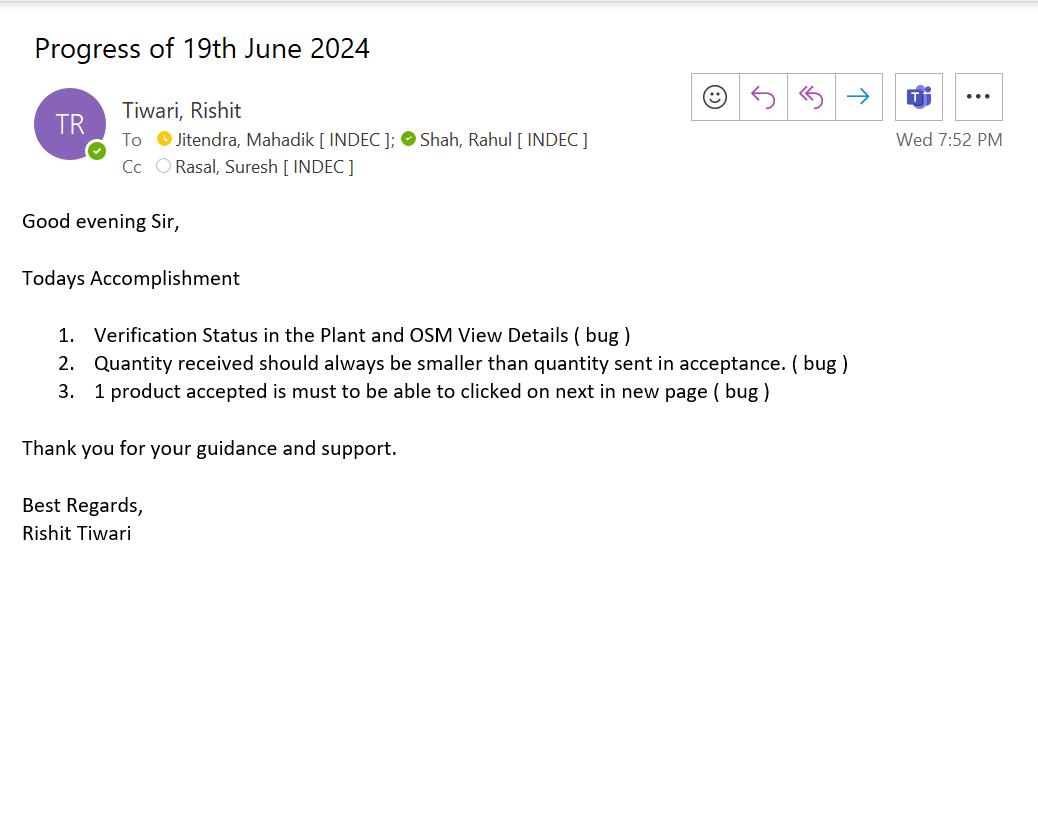 Progress of 19th June 2024
TR
Tiwari, Rishit
To Jitendra, Mahadik [ INDEC ]; Shah, Rahul [ INDEC ]
Cc Rasal, Suresh [ INDEC ]
Wed 7:52 PM
Good evening Sir,
Todays Accomplishment
1. Verification Status in the Plant and OSM View Details ( bug )
2. Quantity received should always be smaller than quantity sent in acceptance. ( bug )
3. 1 product accepted is must to be able to clicked on next in new page ( bug )
Thank you for your guidance and support.
Best Regards,
Rishit Tiwari